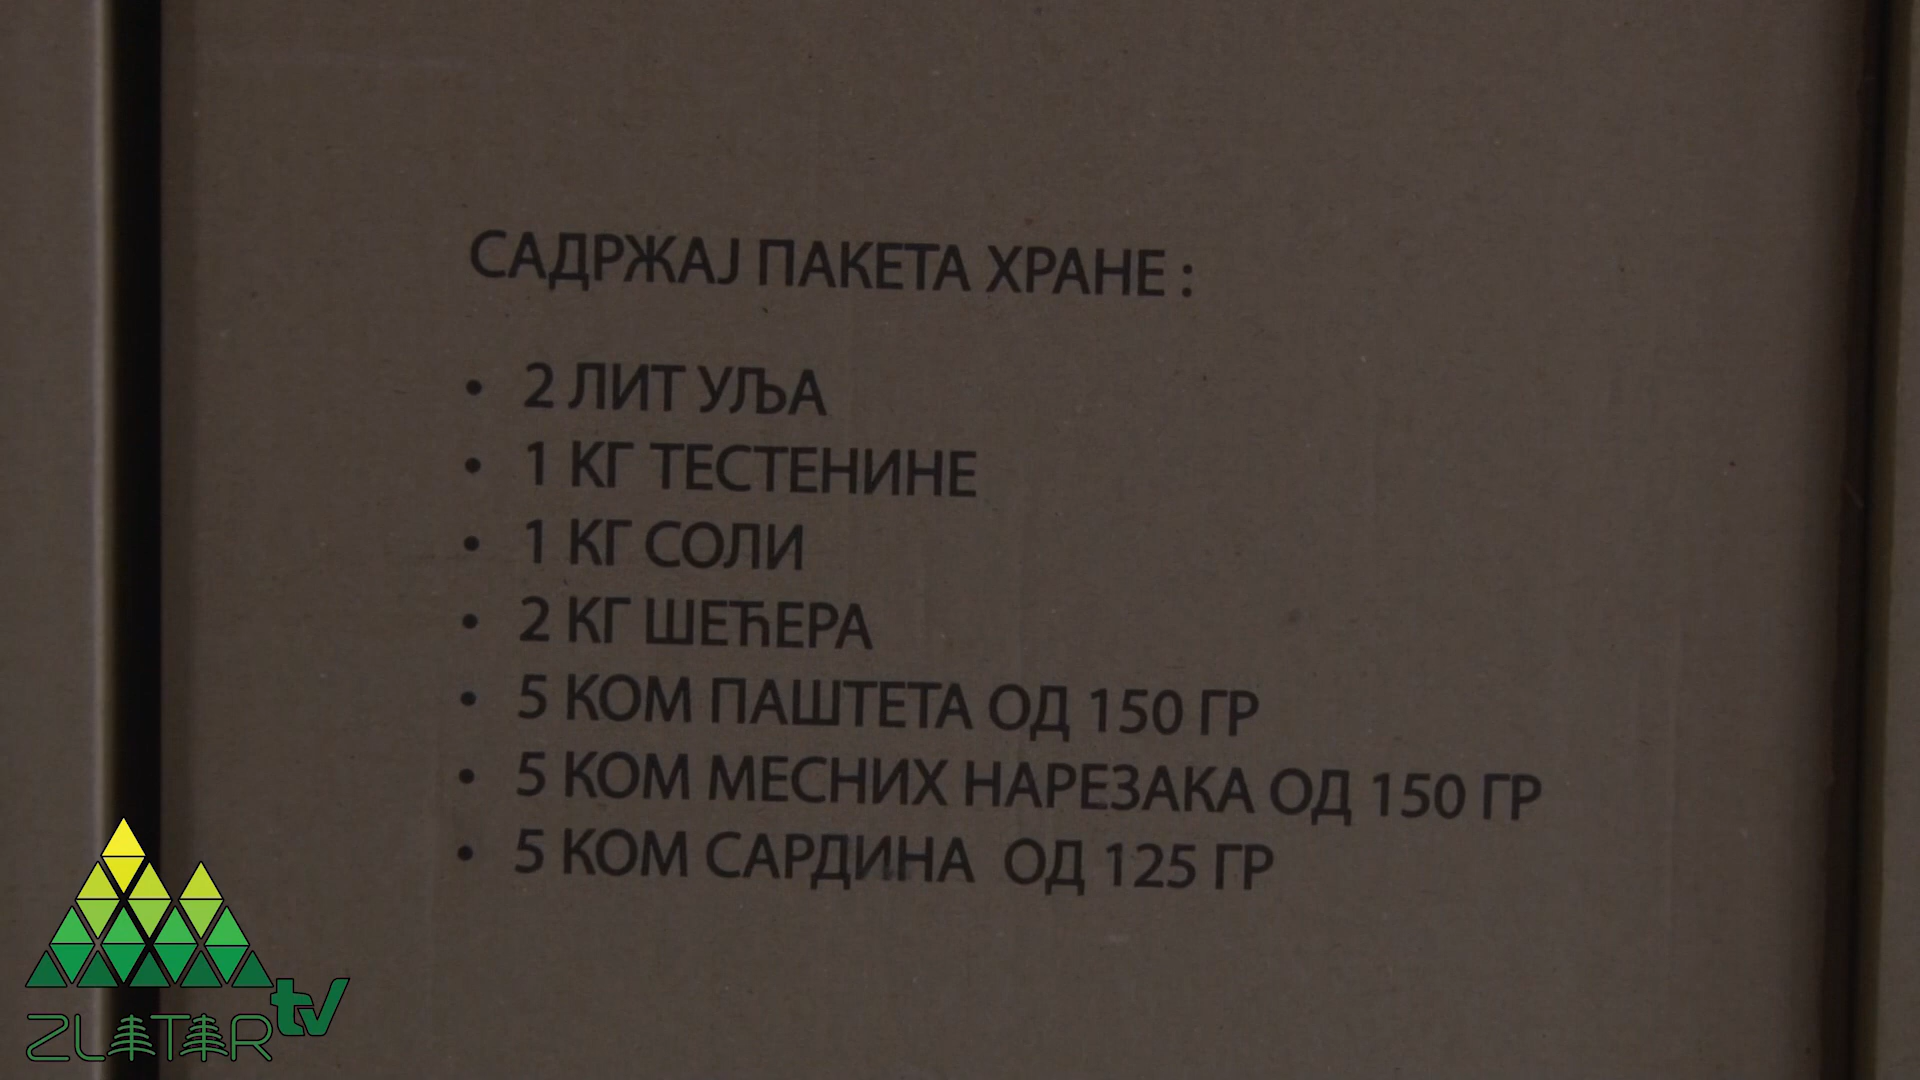 САДРЖАЈ ПАКЕТА ХРАНЕ :
• 2 ЛИТ УЉА
• 1 КГ ТЕСТЕНИНЕ
• 1 КГ СОЛИ
• 2 КГ ШЕЋЕРА
• 5 КОМ ПАШТЕТА ОД 150 ГР
• 5 КОМ МЕСНИХ НАРЕЗАКА ОД 150 ГР
• 5 КОМ САРДИНА ОД 125 ГР
ZLATAR tv